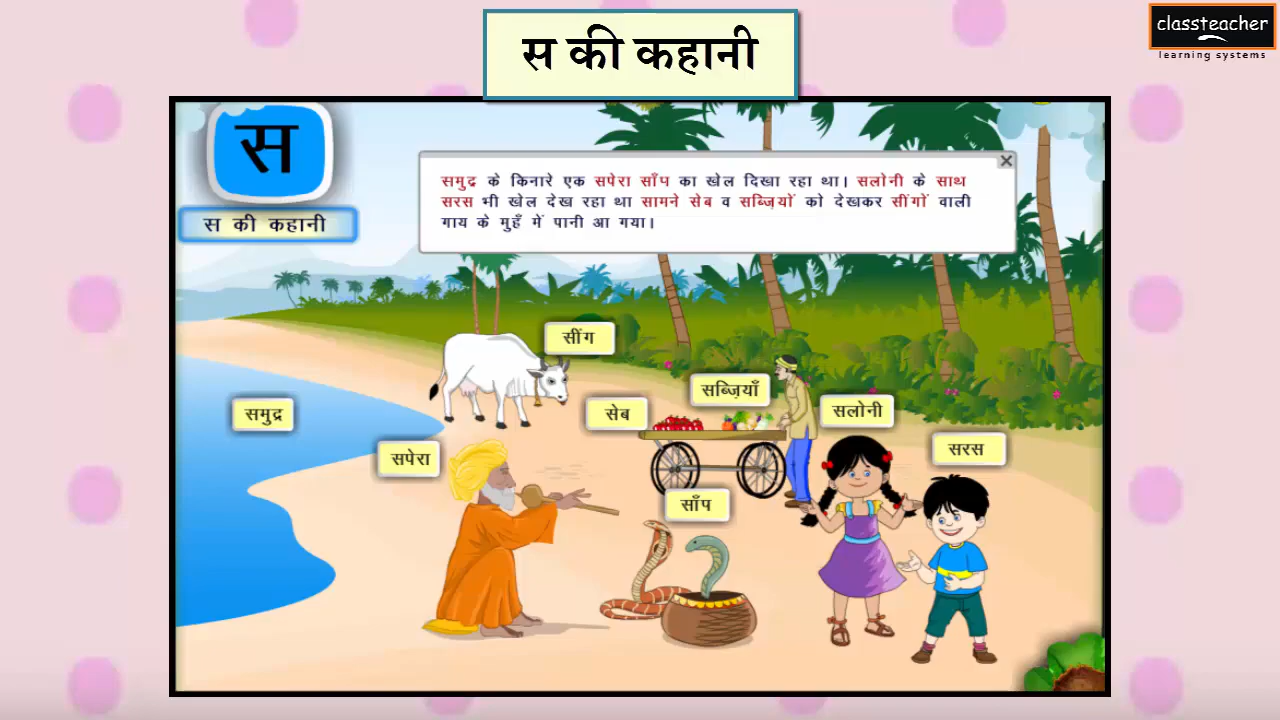 स की कहानी
classteacher
learning systems
स
स की कहानी
समुद्र के किनारे एक सपेरा साँप का खेल दिखा रहा था। सलोनी के साथ
सरस भी खेल देख रहा था सामने सेब व सब्ज़ियों को देखकर सींगों वाली
गाय के मुहँ में पानी आ गया।
सींग
सब्ज़ियाँ
समुद्र
सेब
सलोनी
सपेरा
सरस
साँप